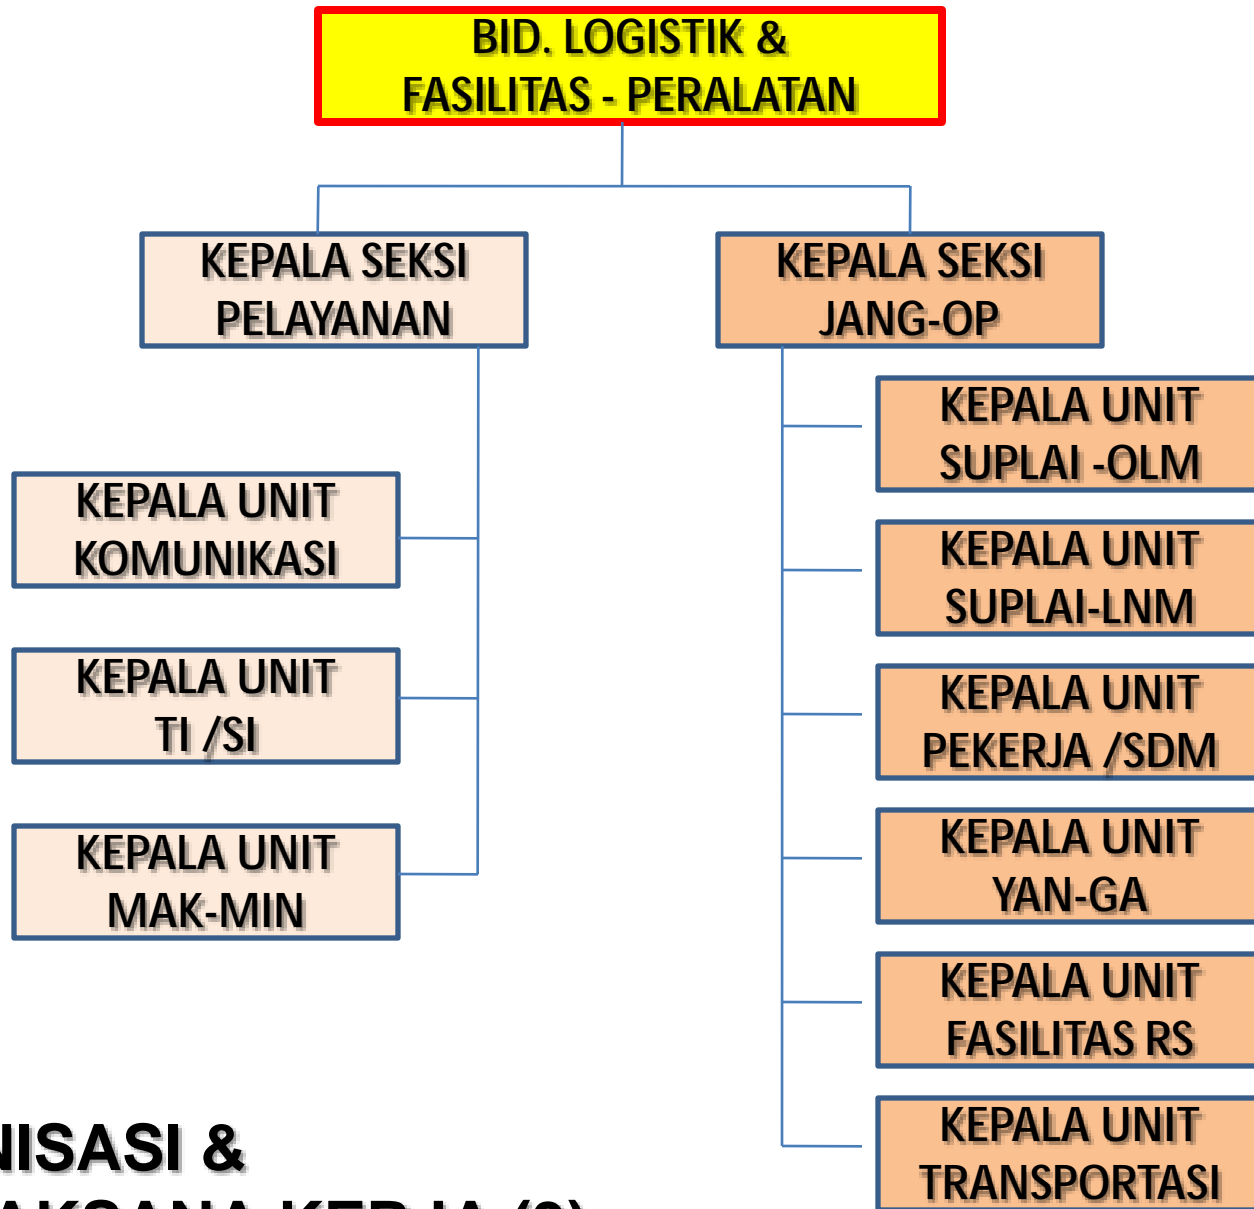 BID. LOGISTIK &
FASILITAS - PERALATAN
KEPALA SEKSI
PELAYANAN
KEPALA UNIT
KOMUNIKASI
KEPALA UNIT
TI /SI
KEPALA UNIT
MAK-MIN
KEPALA SEKSI
JANG-OP
KEPALA UNIT
SUPLAI -OLM
KEPALA UNIT
SUPLAI-LNM
KEPALA UNIT
PEKERJA /SDM
KEPALA UNIT
YAN-GA
KEPALA UNIT
FASILITAS RS
KEPALA UNIT
TRANSPORTASI
NISASI &